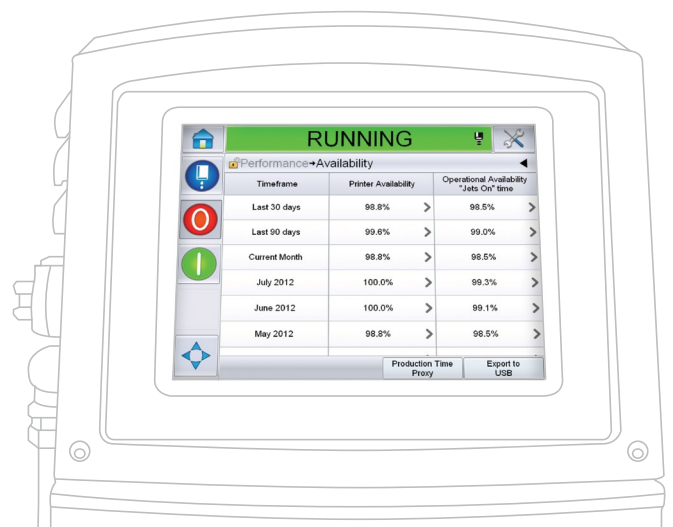 RUNNING
Performance→Availability
Timeframe
Printer Availability
Operational Availability
"Jets On" time
Last 30 days
98.8%
98.5%
Last 90 days
99.6%
99.0%
Current Month
98.8%
98.5%
July 2012
100.0%
99.3%
June 2012
100.0%
99.1%
May 2012
98.8%
98.5%
Production Time
Proxy
Export to
USB